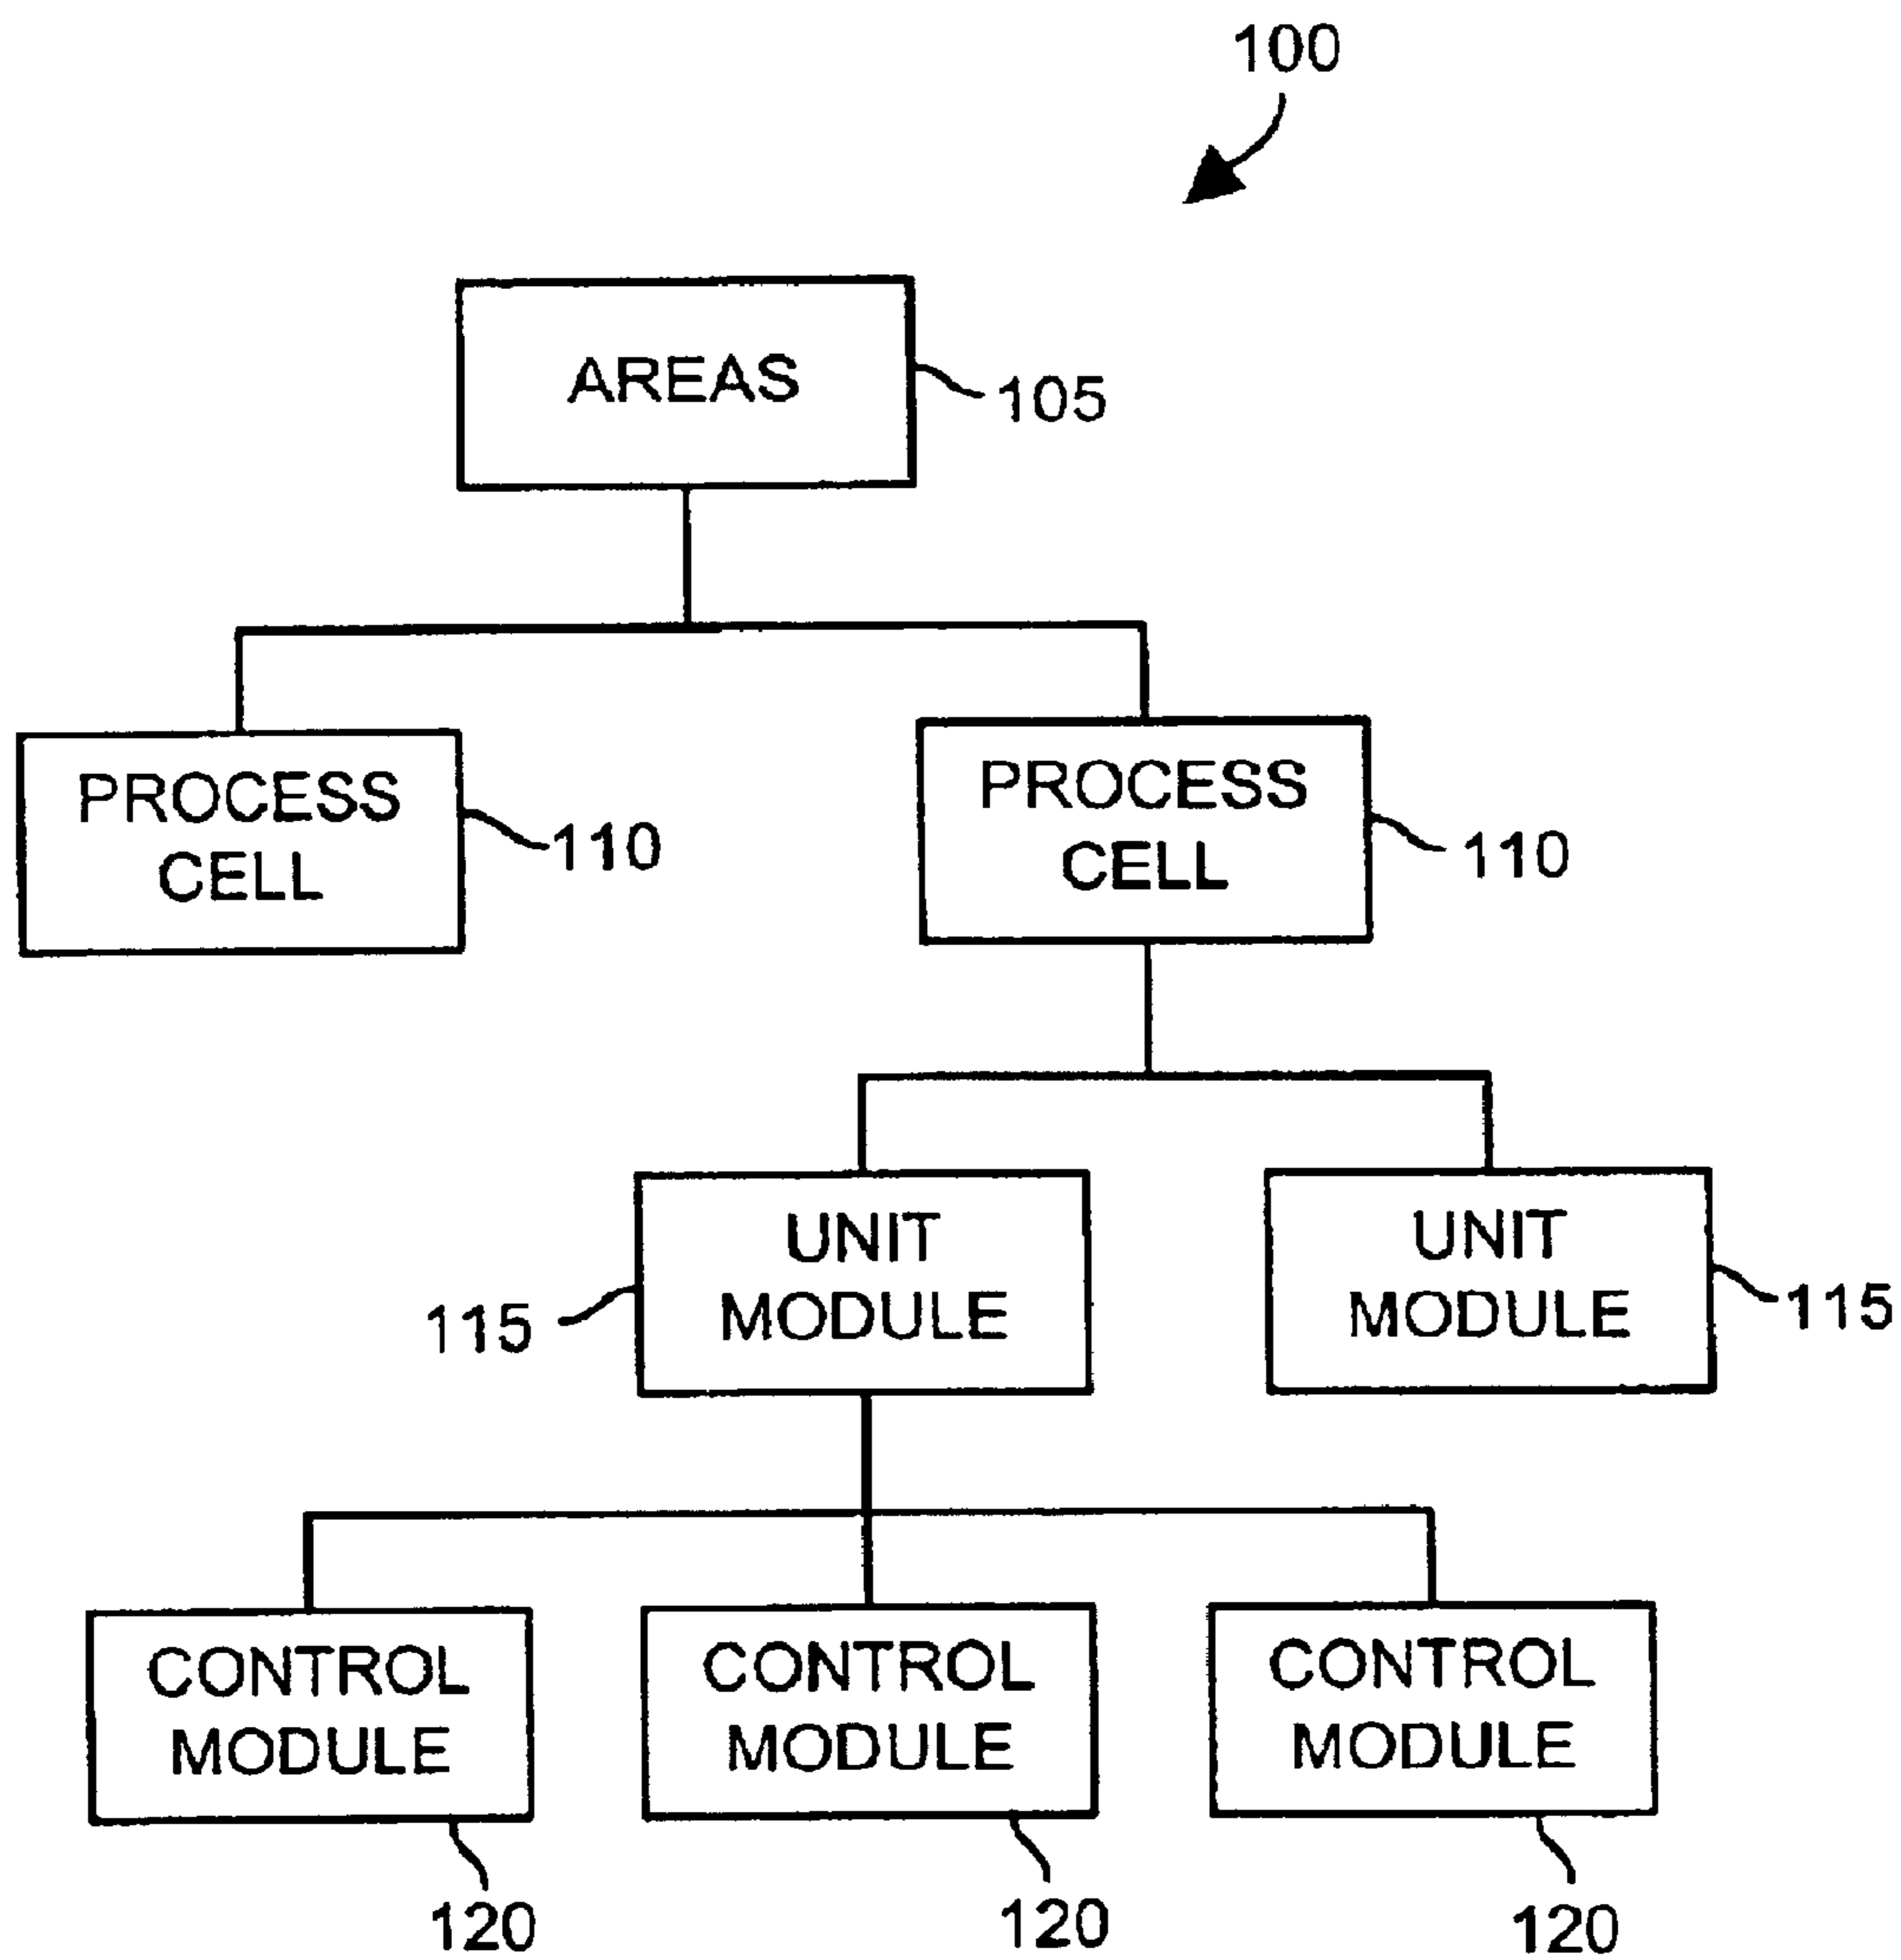 100
AREAS
105
PROCESS
CELL
110
PROCESS
CELL
110
UNIT
MODULE
115
UNIT
MODULE
115
CONTROL
MODULE
120
CONTROL
MODULE
120
CONTROL
MODULE
120